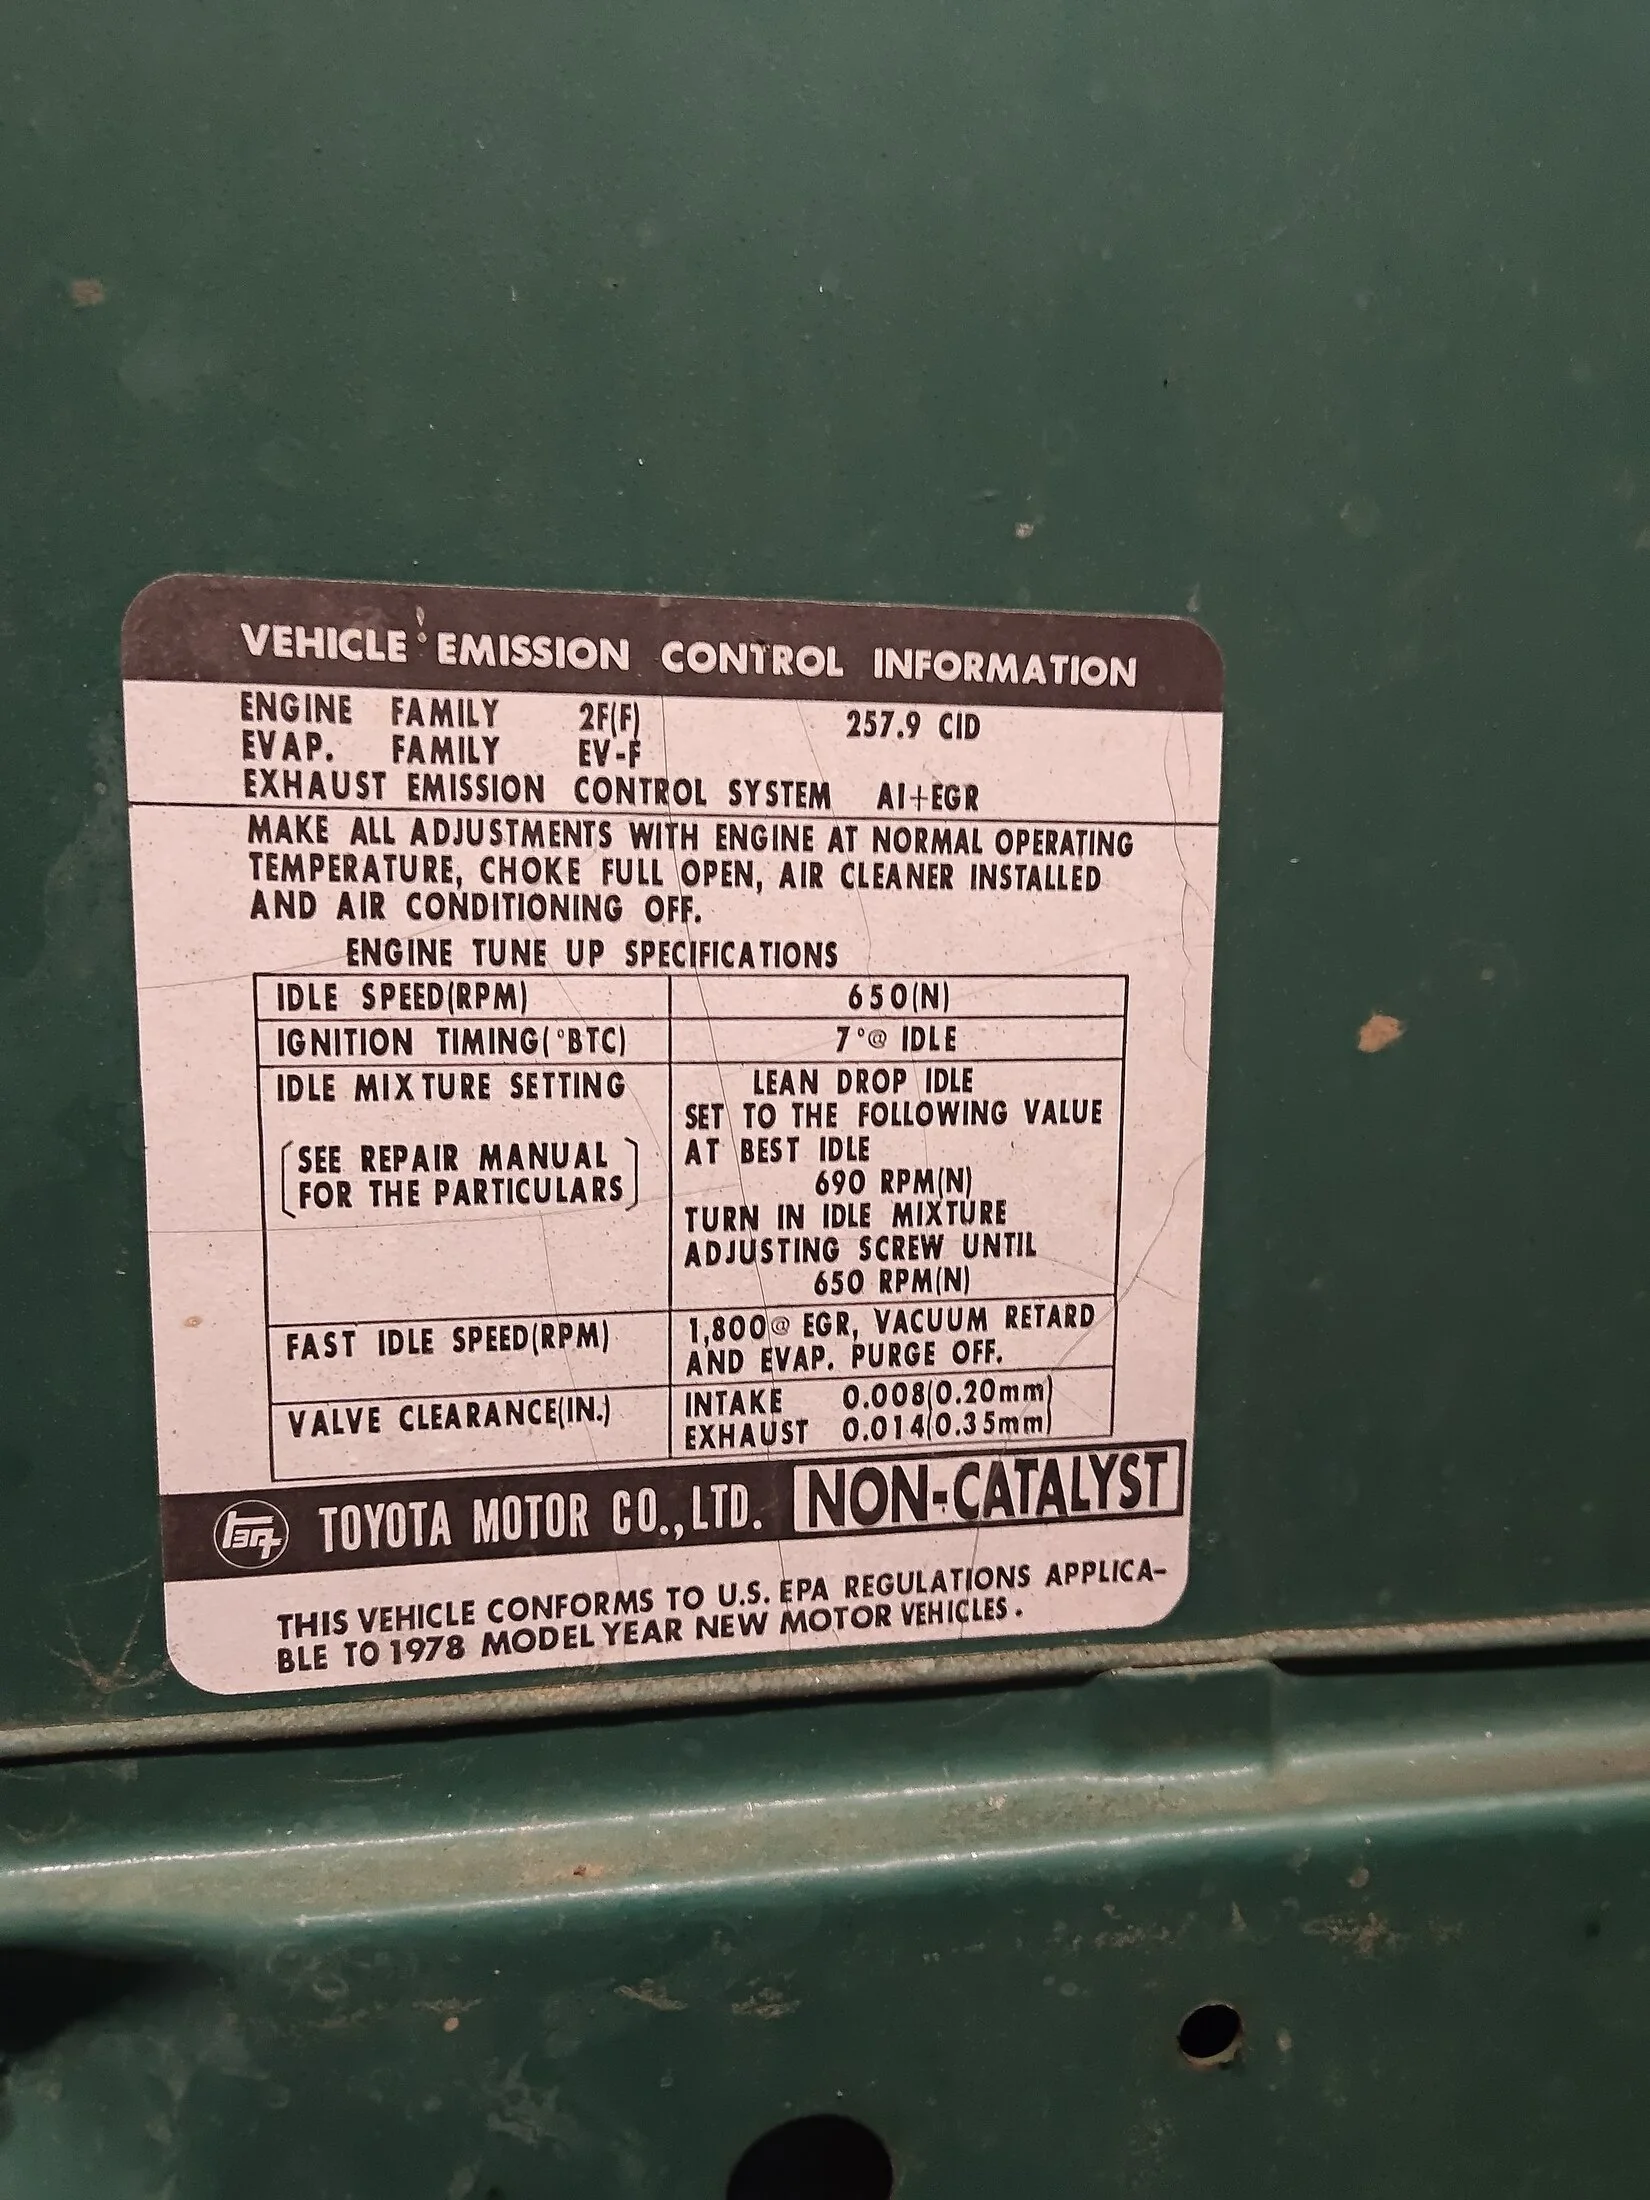 VEHICLE EMISSION CONTROL INFORMATION
ENGINE FAMILY 2F(F) 257.9 CID
EVAP. FAMILY EV-F
EXHAUST EMISSION CONTROL SYSTEM AI+EGR
MAKE ALL ADJUSTMENTS WITH ENGINE AT NORMAL OPERATING
TEMPERATURE, CHOKE FULL OPEN, AIR CLEANER INSTALLED
AND AIR CONDITIONING OFF.
ENGINE TUNE UP SPECIFICATIONS
IDLE SPEED(RPM) 650(N)
IGNITION TIMING(°BTC) 7°@ IDLE
IDLE MIXTURE SETTING
(SEE REPAIR MANUAL
FOR THE PARTICULARS)
LEAN DROP IDLE
SET TO THE FOLLOWING VALUE
AT BEST IDLE
690 RPM(N)
TURN IN IDLE MIXTURE
ADJUSTING SCREW UNTIL
650 RPM(N)
FAST IDLE SPEED(RPM)
1,800@ EGR, VACUUM RETARD
AND EVAP. PURGE OFF.
VALVE CLEARANCE(IN.)
INTAKE 0.008(0.20mm)
EXHAUST 0.014(0.35mm)
TEQ TOYOTA MOTOR CO.,LTD. NON-CATALYST
THIS VEHICLE CONFORMS TO U.S. EPA REGULATIONS APPLICA-
BLE TO 1978 MODEL YEAR NEW MOTOR VEHICLES.